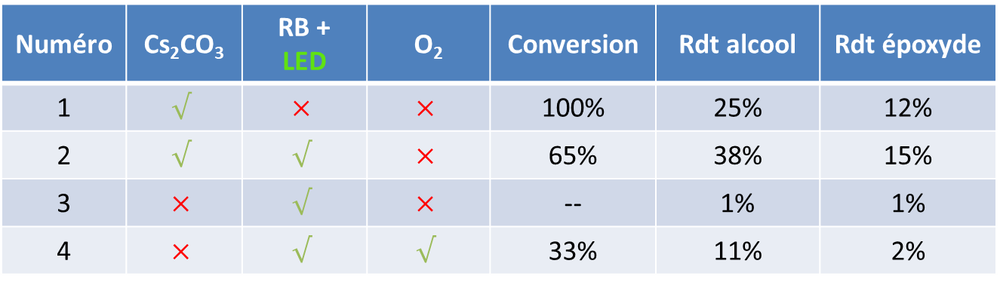 Numéro Cs₂CO₃ RB + LED O₂ Conversion Rdt alcool Rdt époxyde
1 √ × × 100% 25% 12%
2 √ √ × 65% 38% 15%
3 × √ × -- 1% 1%
4 × √ √ 33% 11% 2%